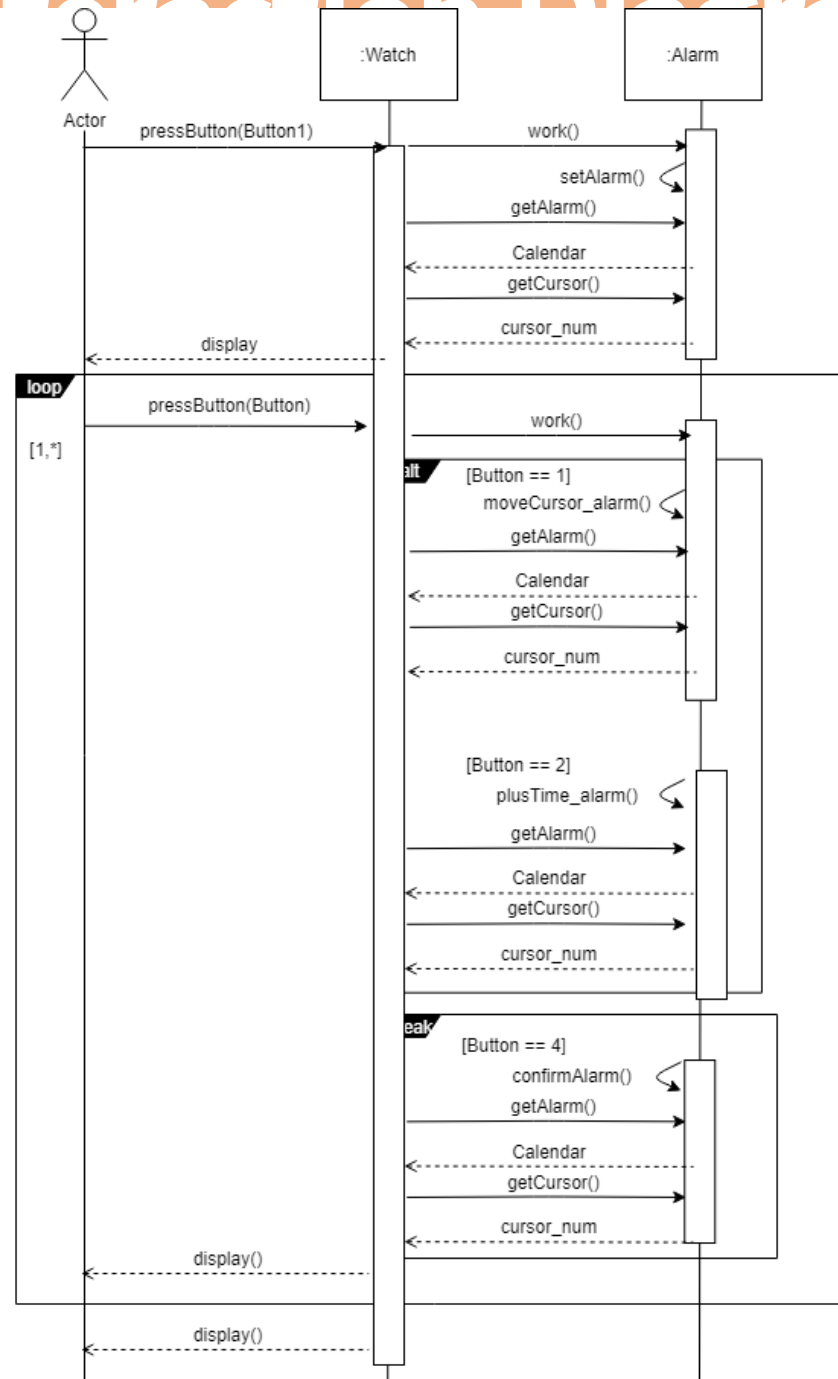 :Watch
:Alarm
Actor
pressButton(Button1)
work()
setAlarm()
getAlarm()
Calendar
getCursor()
cursor_num
display
loop
pressButton(Button)
work()
[1,*]
alt
[Button == 1]
moveCursor_alarm()
getAlarm()
Calendar
getCursor()
cursor_num
[Button == 2]
plusTime_alarm()
getAlarm()
Calendar
getCursor()
cursor_num
eak
[Button == 4]
confirmAlarm()
getAlarm()
Calendar
getCursor()
cursor_num
display()
display()